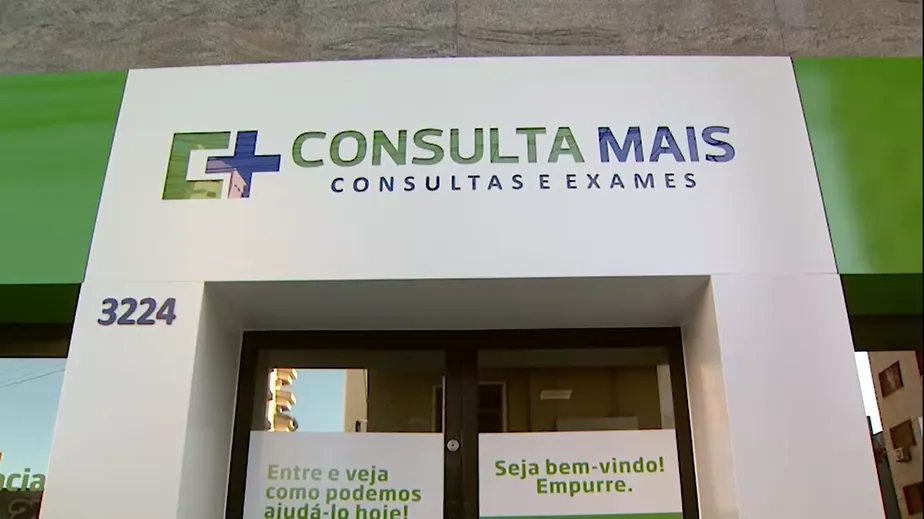 CONSULTA MAIS
CONSULTAS E EXAMES
3224
Entre e veja
como podemos
ajudá-lo hoje!
Seja bem-vindo!
Empurre.